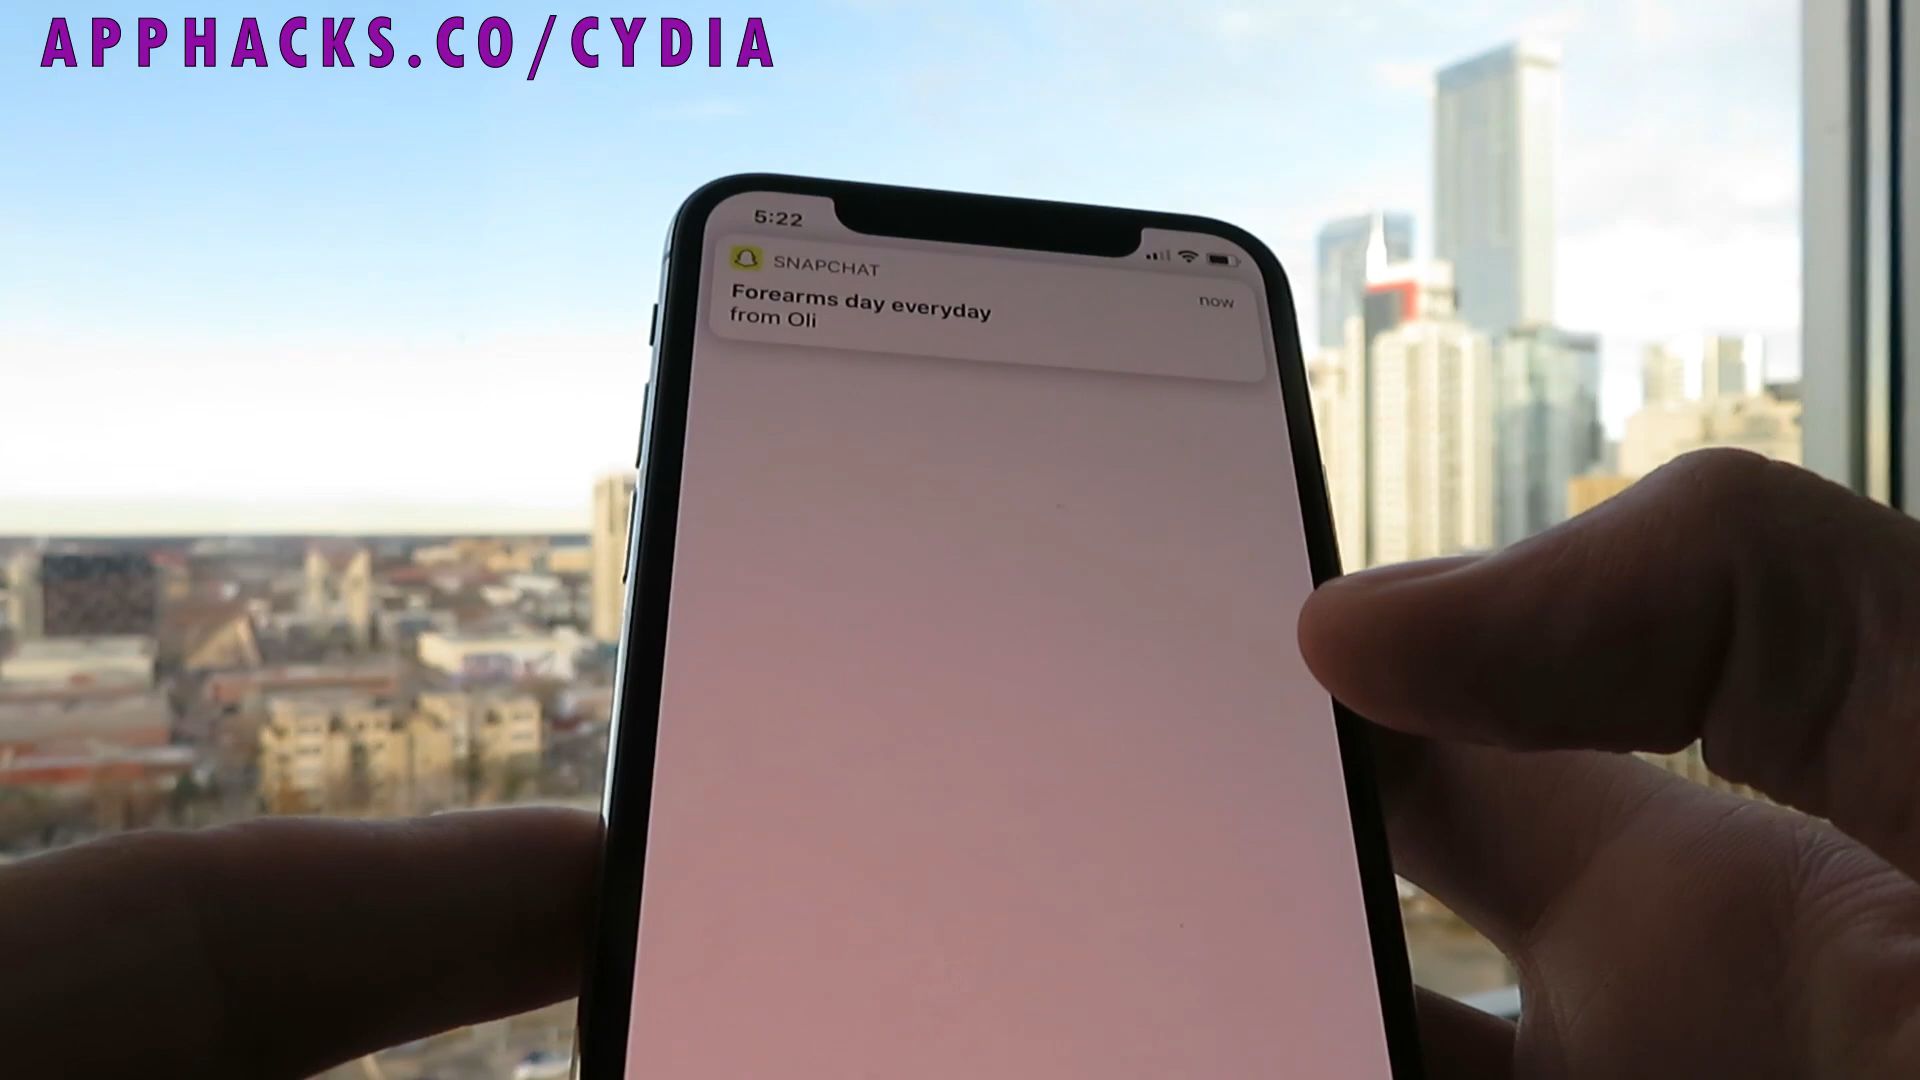 APPHACKS.CO/CYDIA
5:22
SNAPCHAT
now
Forearms day everyday
from Oli